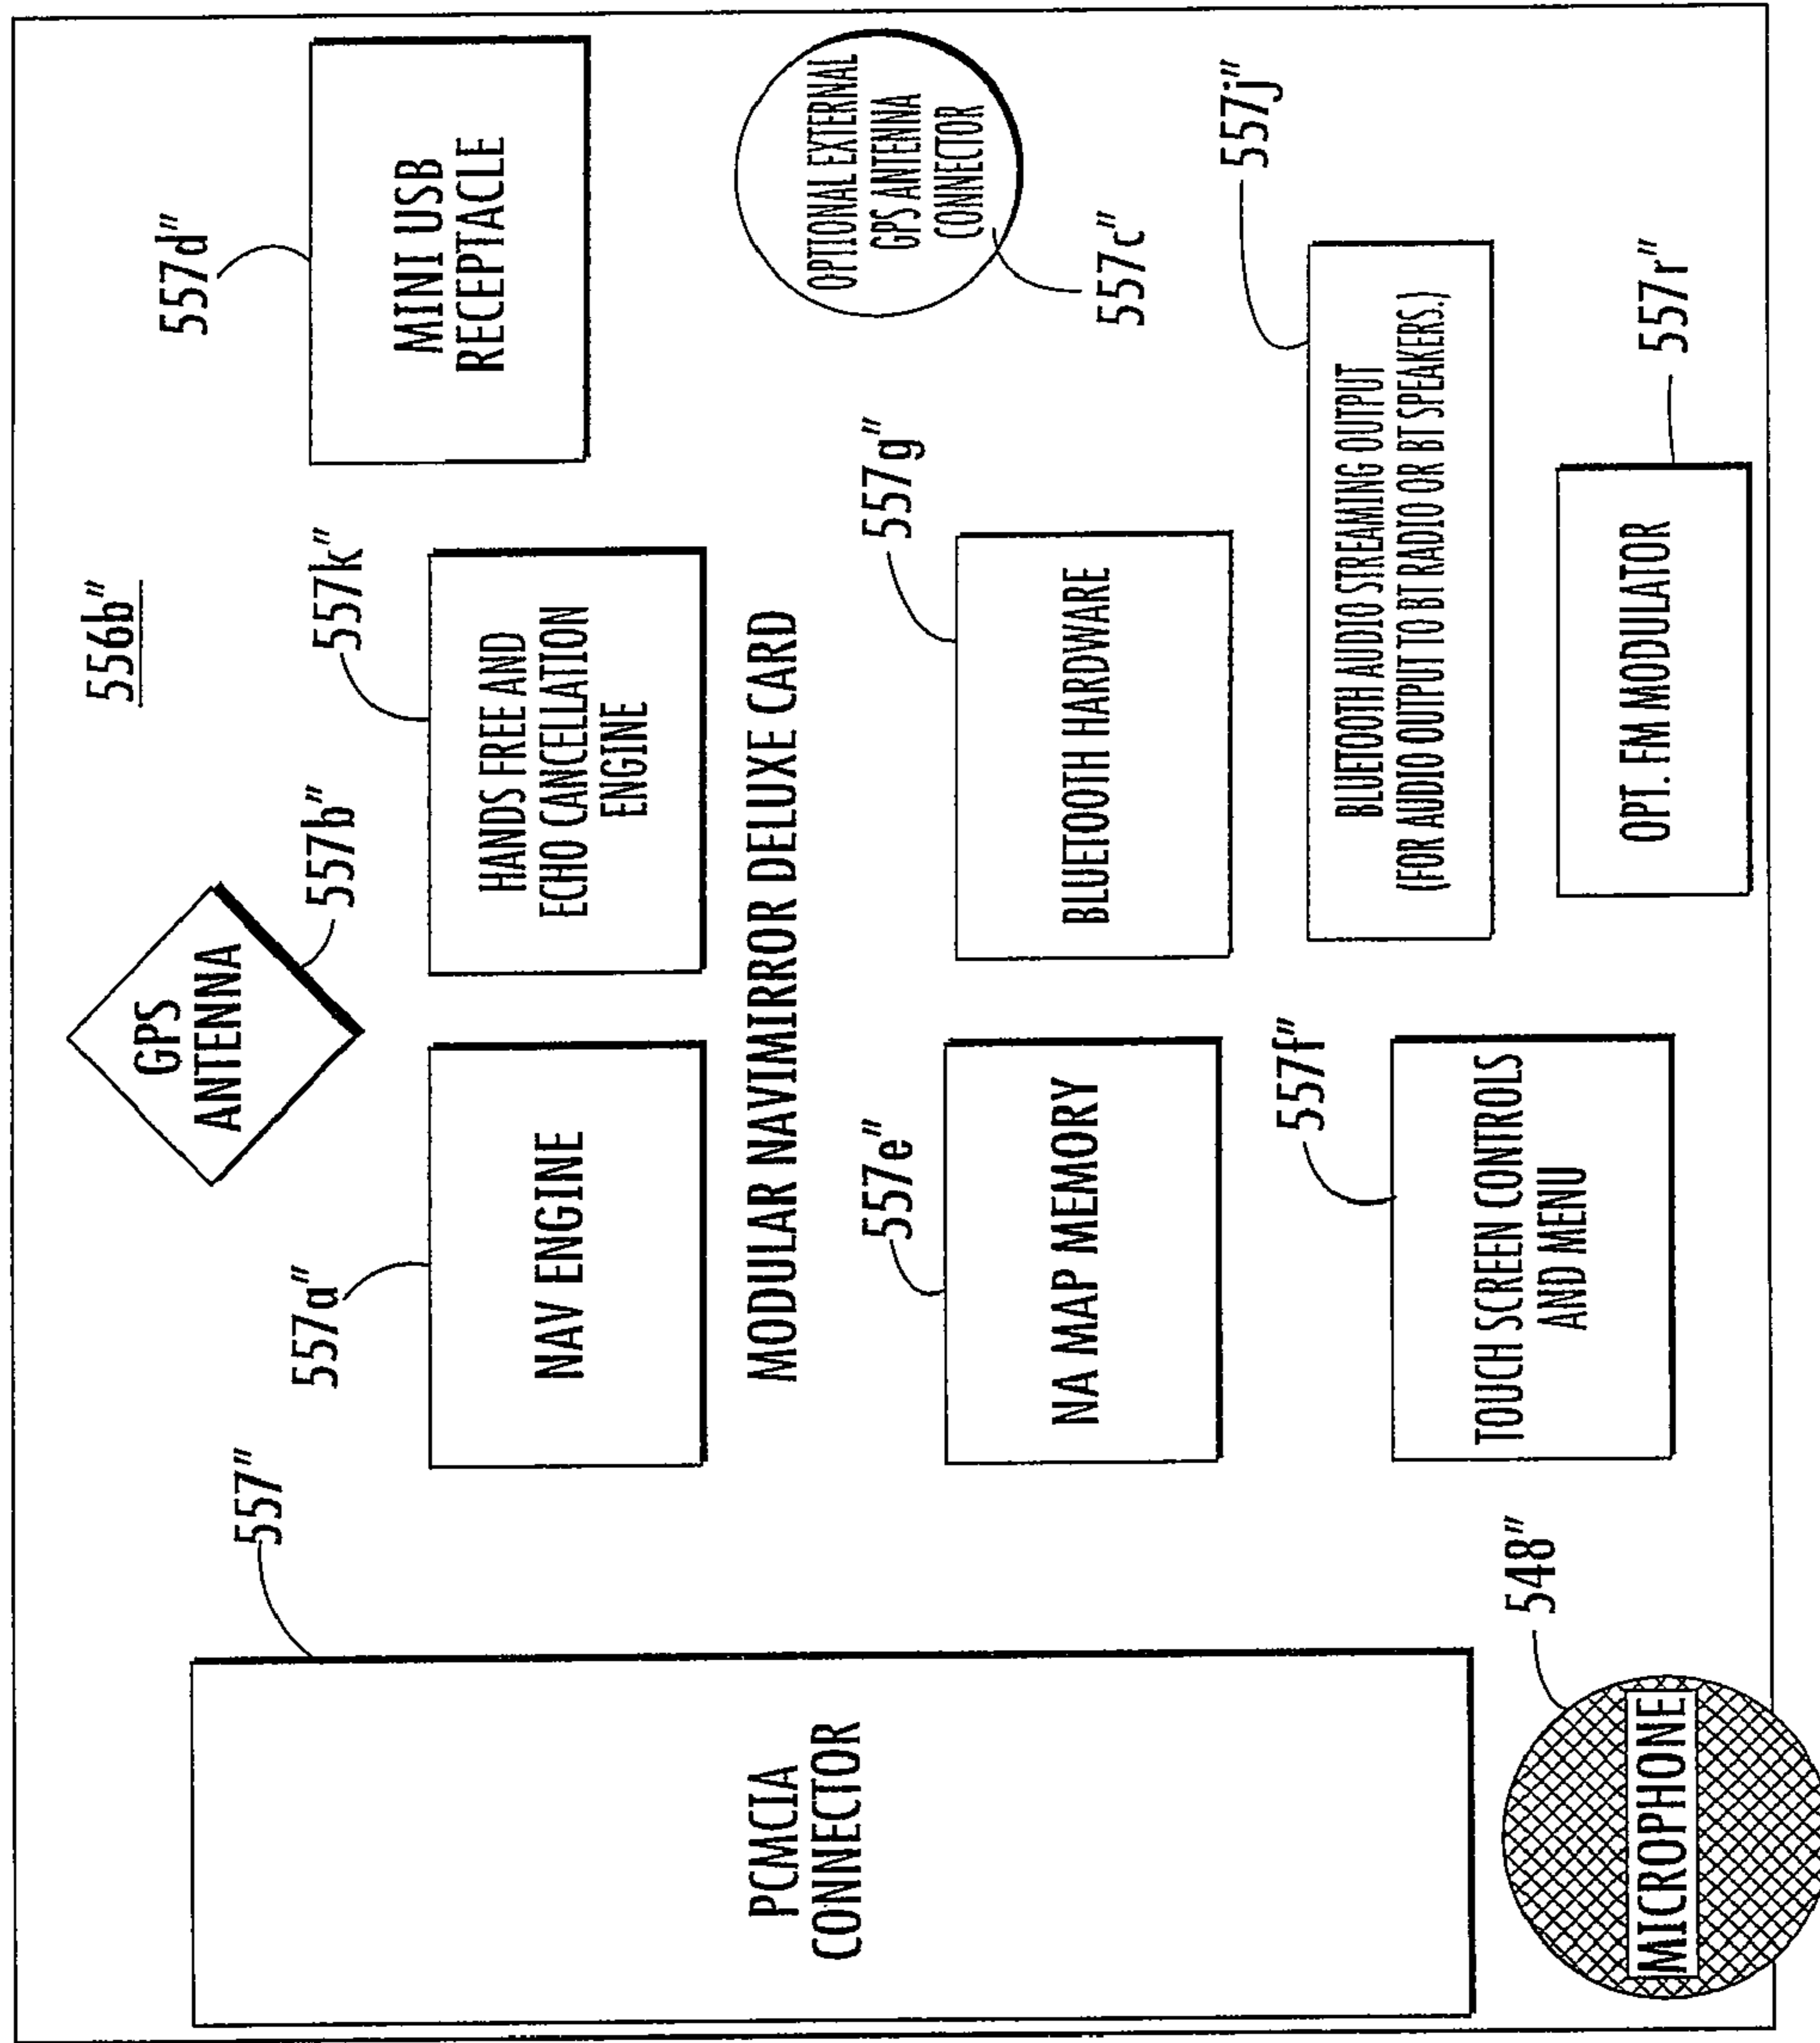 556b"
GPS
ANTENNA
557b"
557d"
557"
557a"
557k"
MINI USB
RECEPTACLE
NAV ENGINE
HANDS FREE AND
ECHO CANCELLATION
ENGINE
PCMCIA
CONNECTOR
MODULAR NAVIMIRROR DELUXE CARD
OPTIONAL EXTERNAL
GPS ANTENNA
CONNECTOR
557e"
557g"
557c"
NA MAP MEMORY
BLUETOOTH HARDWARE
557j"
557f"
BLUETOOTH AUDIO STREAMING OUTPUT
(FOR AUDIO OUTPUT TO BT RADIO OR BT SPEAKERS.)
TOUCH SCREEN CONTROLS
AND MENU
548"
MICROPHONE
OPT. FM MODULATOR
557r"